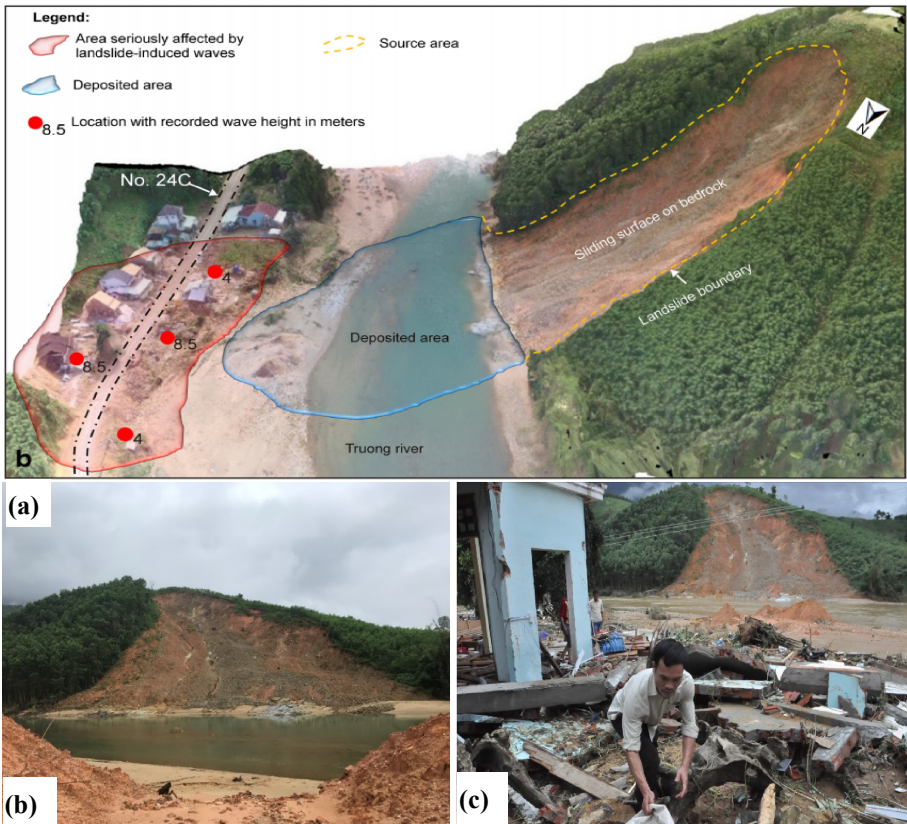 Legend:
Area seriously affected by
landslide-induced waves
Source area
Deposited area
8.5
Location with recorded wave height in meters
No. 24C
N
Sliding surface on bedrock
Landslide boundary
4
8.5
8.5
4
Deposited area
Truong river
b
(a)
(b)
(c)